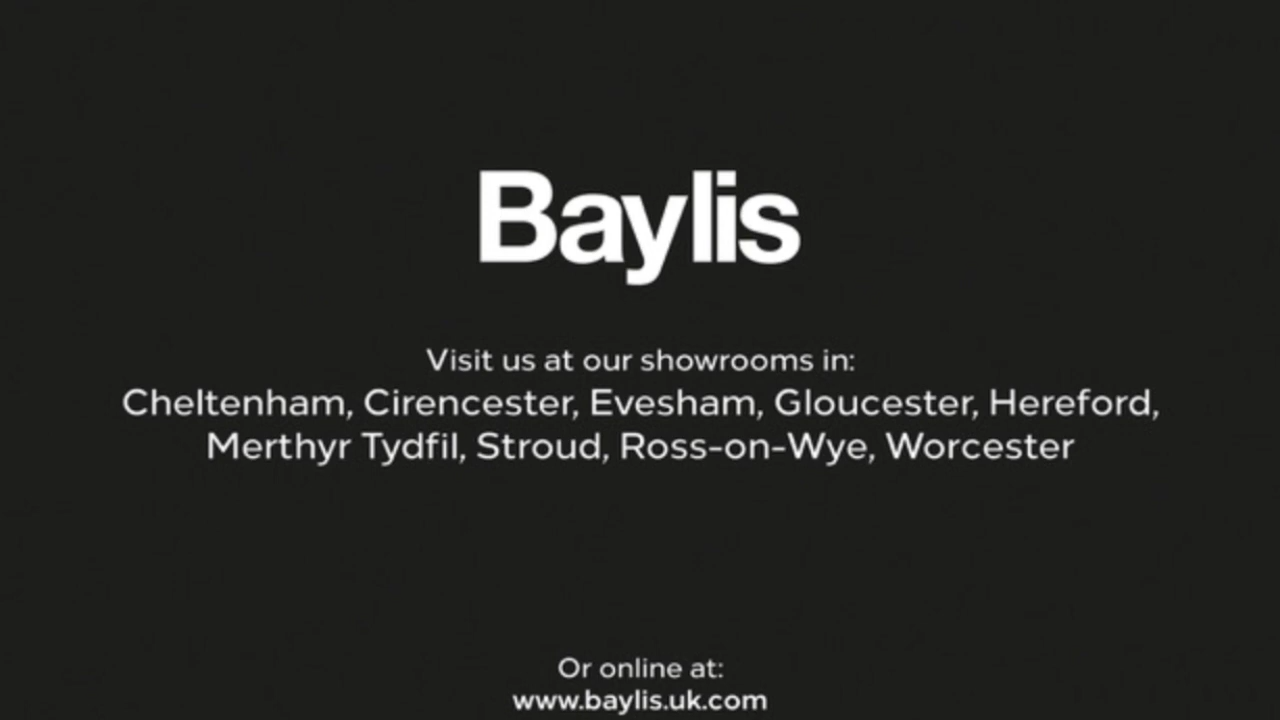 Baylis
Visit us at our showrooms in:
Cheltenham, Cirencester, Evesham, Gloucester, Hereford,
Merthyr Tydfil, Stroud, Ross-on-Wye, Worcester
Or online at:
www.baylis.uk.com